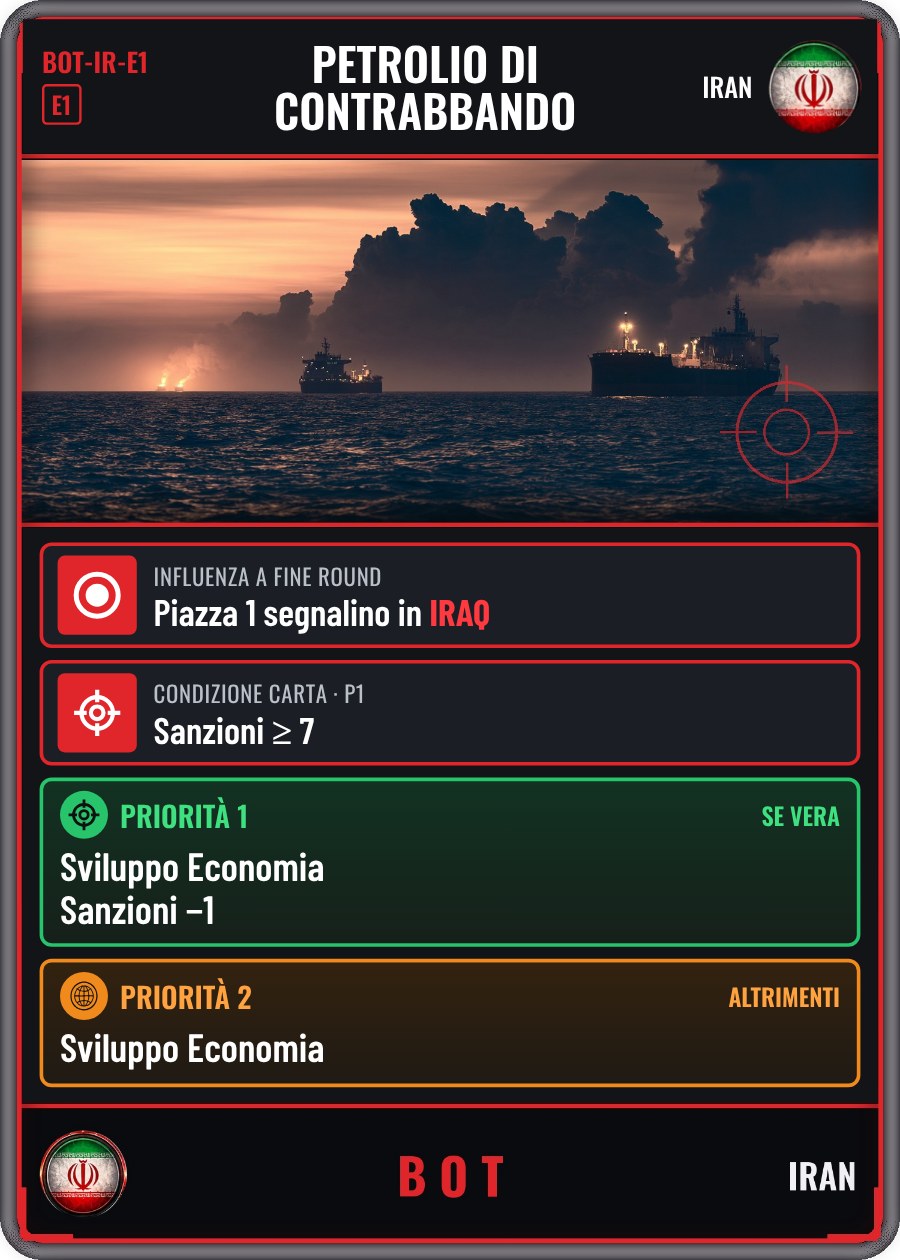 BOT-IR-E1
E1
PETROLIO DI
CONTRABBANDO
IRAN
INFLUENZA A FINE ROUND
Piazza 1 segnalino in IRAQ
CONDIZIONE CARTA · P1
Sanzioni ≥ 7
PRIORITÀ 1
SE VERA
Sviluppo Economia
Sanzioni −1
PRIORITÀ 2
ALTRIMENTI
Sviluppo Economia
BOT
IRAN